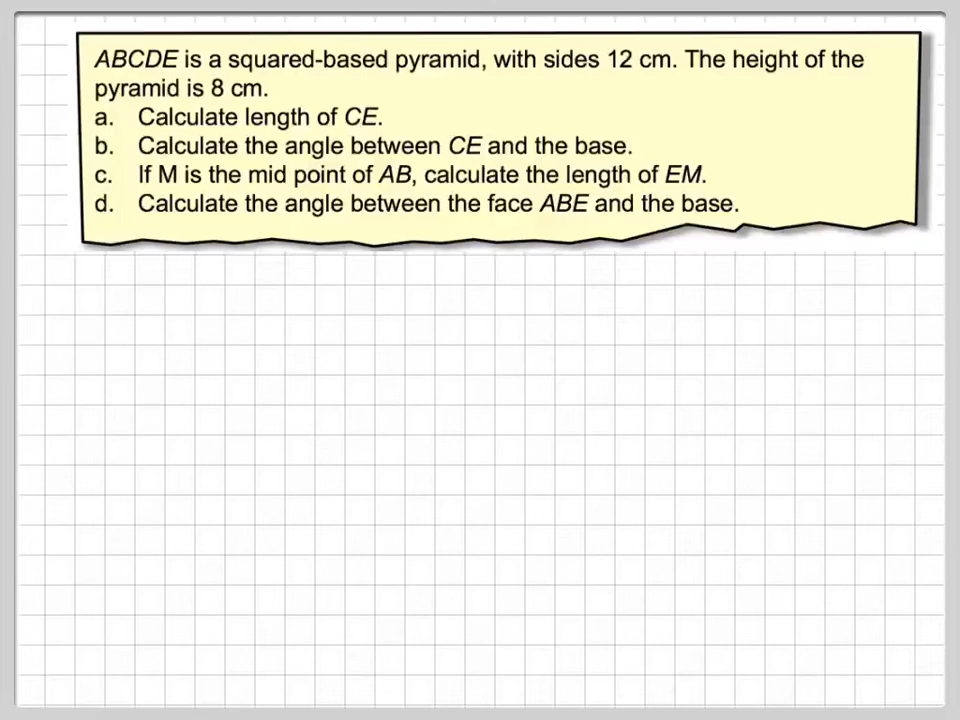 ABCDE is a squared-based pyramid, with sides 12 cm. The height of the
pyramid is 8 cm.
a. Calculate length of CE.
b. Calculate the angle between CE and the base.
c. If M is the mid point of AB, calculate the length of EM.
d. Calculate the angle between the face ABE and the base.